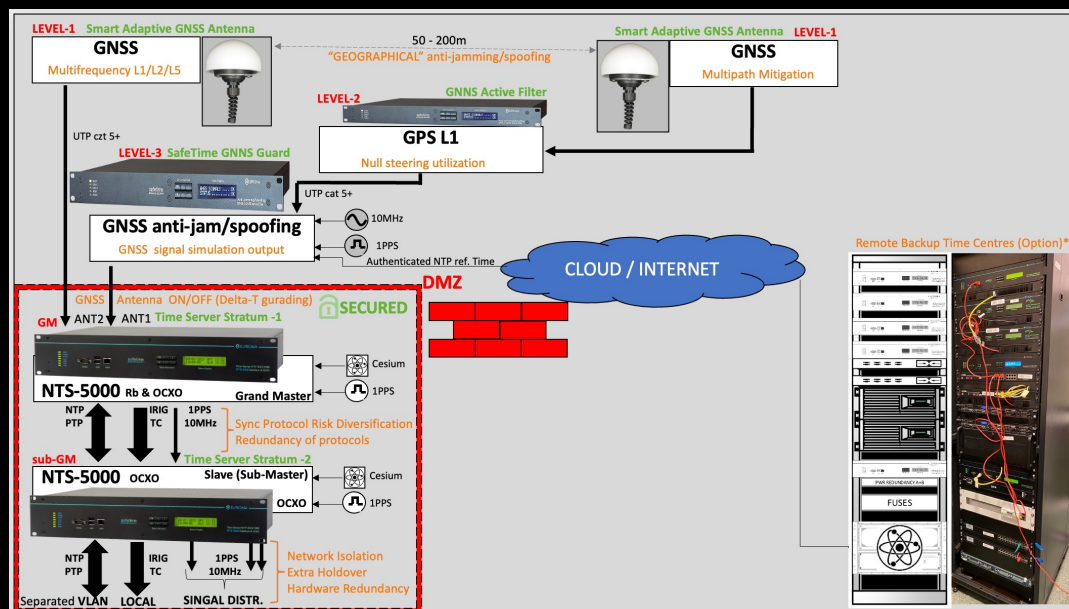 LEVEL-1 Smart Adaptive GNSS Antenna
GNSS
Multifrequency L1/L2/L5
50 - 200m
"GEOGRAPHICAL" anti-jamming/spoofing
Smart Adaptive GNSS Antenna LEVEL-1
GNSS
Multipath Mitigation
LEVEL-2
GNNS Active Filter
GPS L1
Null steering utilization
UTP czt 5+
LEVEL-3 SafeTime GNNS Guard
UTP cat 5+
GNSS anti-jam/spoofing
GNSS signal simulation output
10MHz
1PPS
Authenticated NTP ref. Time
CLOUD / INTERNET
Remote Backup Time Centres (Option)*
DMZ
GNSS Antenna ON/OFF (Delta-T gurading)
SECURED
GM
ANT2 ANT1 Time Server Stratum -1
NTS-5000 Rb & OCXO
Grand Master
Cesium
1PPS
NTP
PTP
IRIG
TC
1PPS
10MHz
Sync Protocol Risk Diversification
Redundancy of protocols
sub-GM
Time Server Stratum -2
NTS-5000 OCXO
Slave (Sub-Master)
OCXO
Cesium
1PPS
NTP
PTP
IRIG
TC
1PPS
10MHz
Network Isolation
Extra Holdover
Hardware Redundancy
Separated VLAN LOCAL SINGAL DISTR.
PWR REDUNDANCY A+B
FUSES